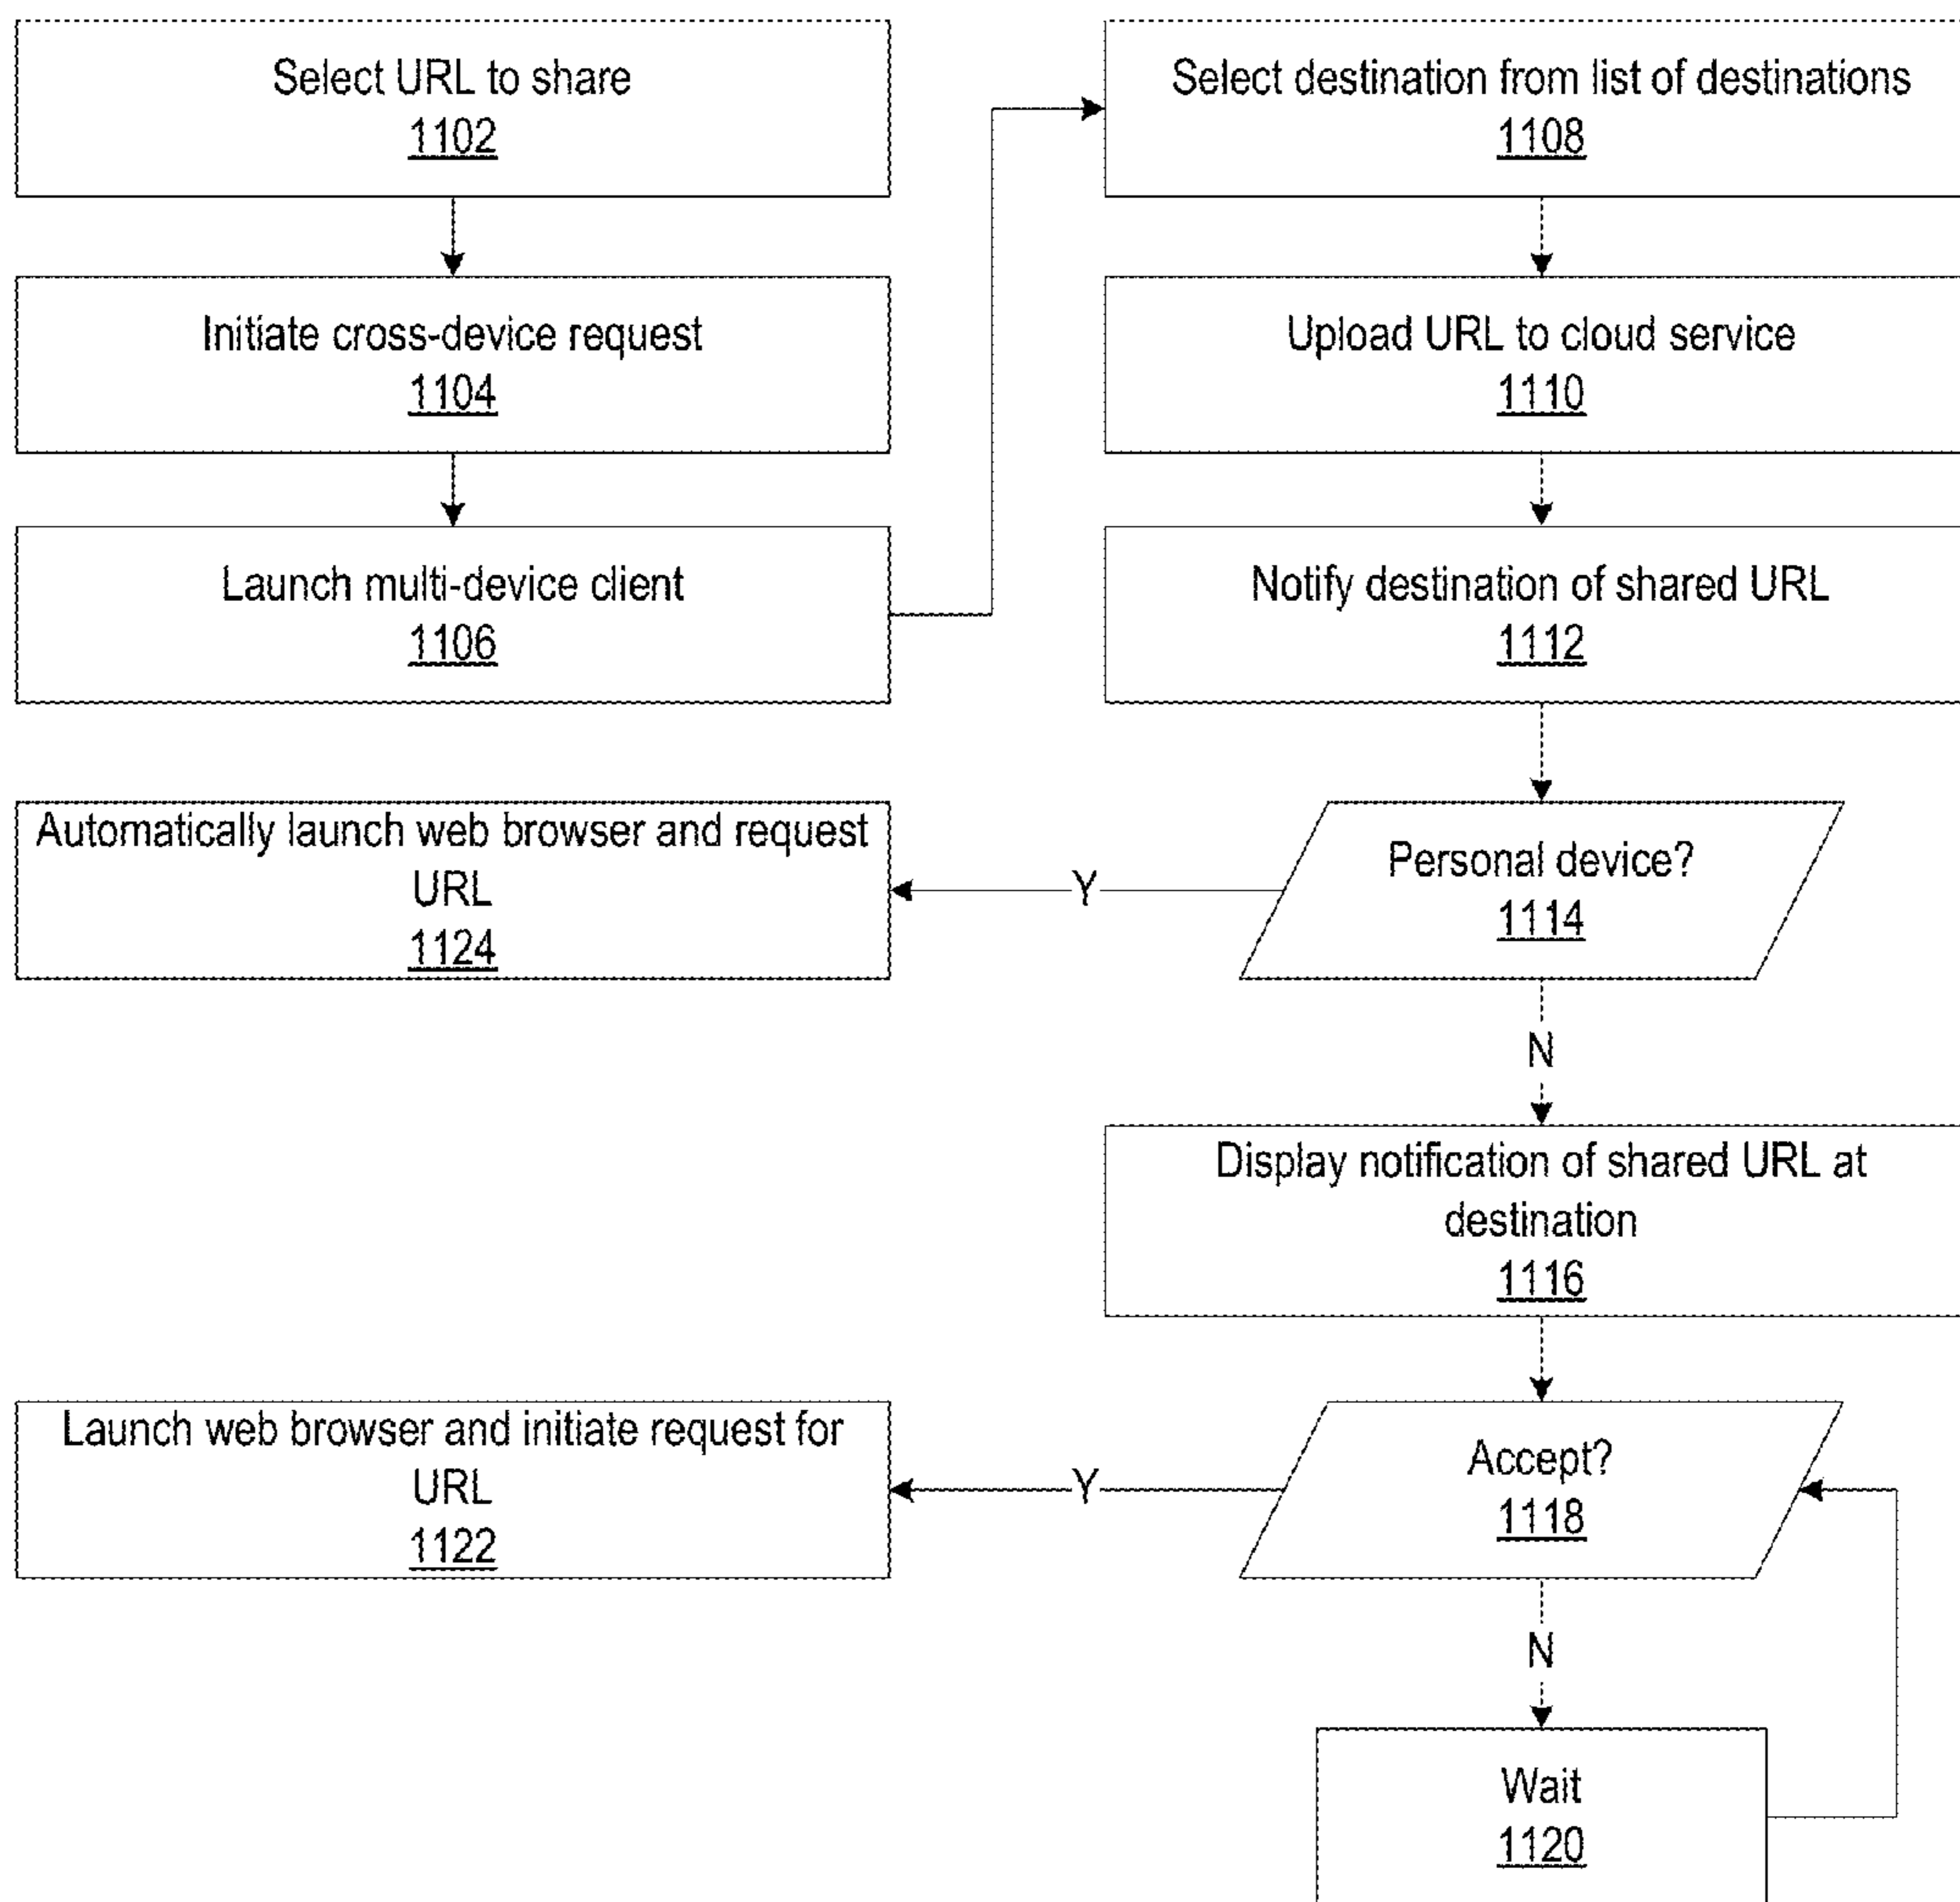 Select URL to share
1102
Initiate cross-device request
1104
Launch multi-device client
1106
Select destination from list of destinations
1108
Upload URL to cloud service
1110
Notify destination of shared URL
1112
Personal device?
1114
Y
Automatically launch web browser and request
URL
1124
N
Display notification of shared URL at
destination
1116
Accept?
1118
Y
Launch web browser and initiate request for
URL
1122
N
Wait
1120